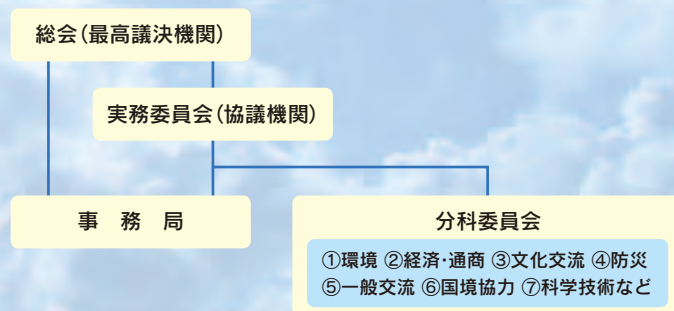 総会（最高議決機関）
実務委員会（協議機関）
事　務　局
分科委員会
①環境 ②経済・通商 ③文化交流 ④防災
⑤一般交流 ⑥国境協力 ⑦科学技術など